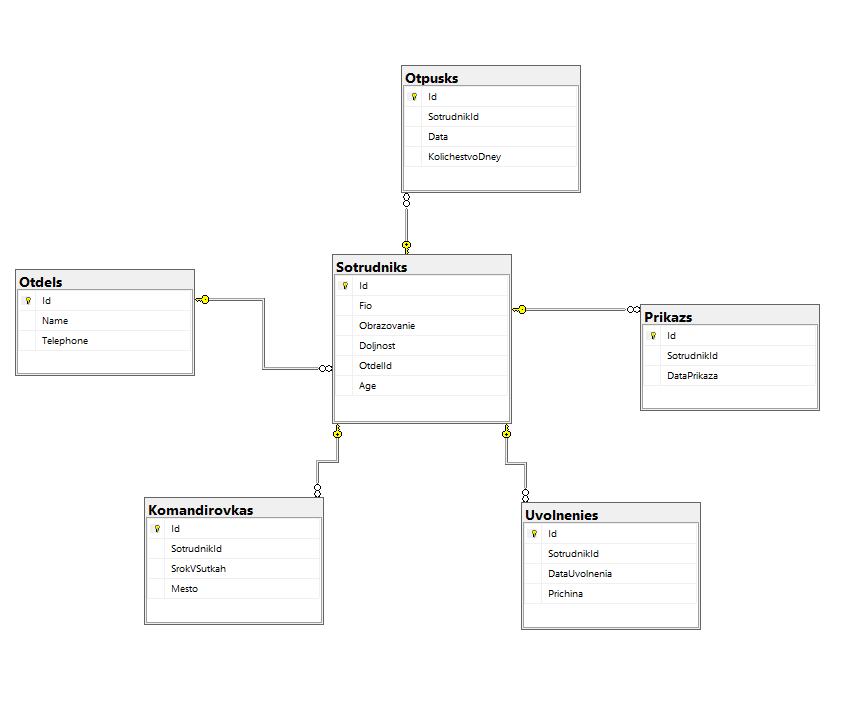 Otpusks
Id
SotrudnikId
Data
KolichestvoDney
Otdels
Id
Name
Telephone
Sotrudniks
Id
Fio
Obrazovanie
Doljnost
OtdelId
Age
Prikazs
Id
SotrudnikId
DataPrikaza
Komandirovkas
Id
SotrudnikId
SrokVSutkah
Mesto
Uvolnenies
Id
SotrudnikId
DataUvolnenia
Prichina